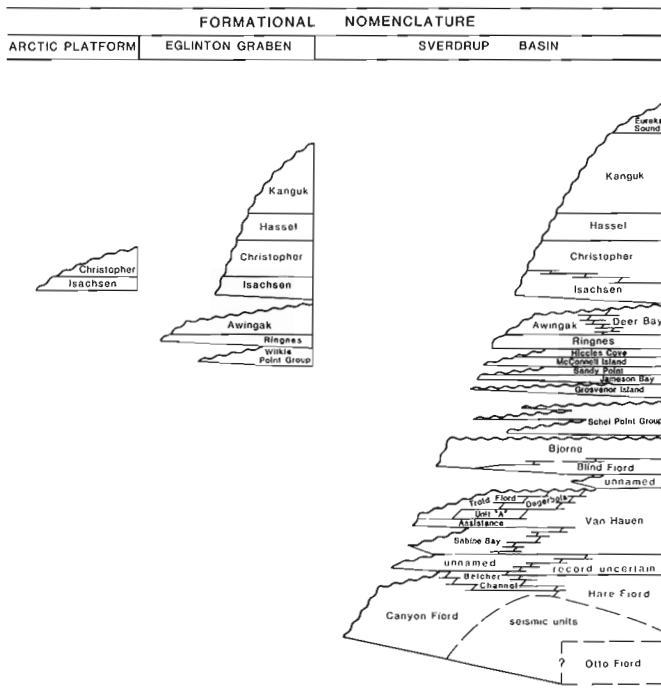 FORMATIONAL NOMENCLATURE
ARCTIC PLATFORM
EGLINTON GRABEN
SVERDRUP BASIN
Christopher
Isachsen
Kanguk
Hassel
Christopher
Isachsen
Awingak
Ringnes
Wilkie
Point Group
Eureka
Sound
Kanguk
Hassel
Christopher
Isachsen
Awingak
Deer Bay
Ringnes
Hiccles Cove
McConnell Island
Sandy Point
Jameson Bay
Grosvenor Island
Schei Point Group
Bjorne
Blind Fiord
unnamed
Trold Fiord
Degerbols
Unit "A"
Assistance
Van Hauen
Sabine Bay
unnamed
record uncertain
Belcher
Channel
Hare Fiord
Canyon Fiord
seismic units
? Otto Fiord